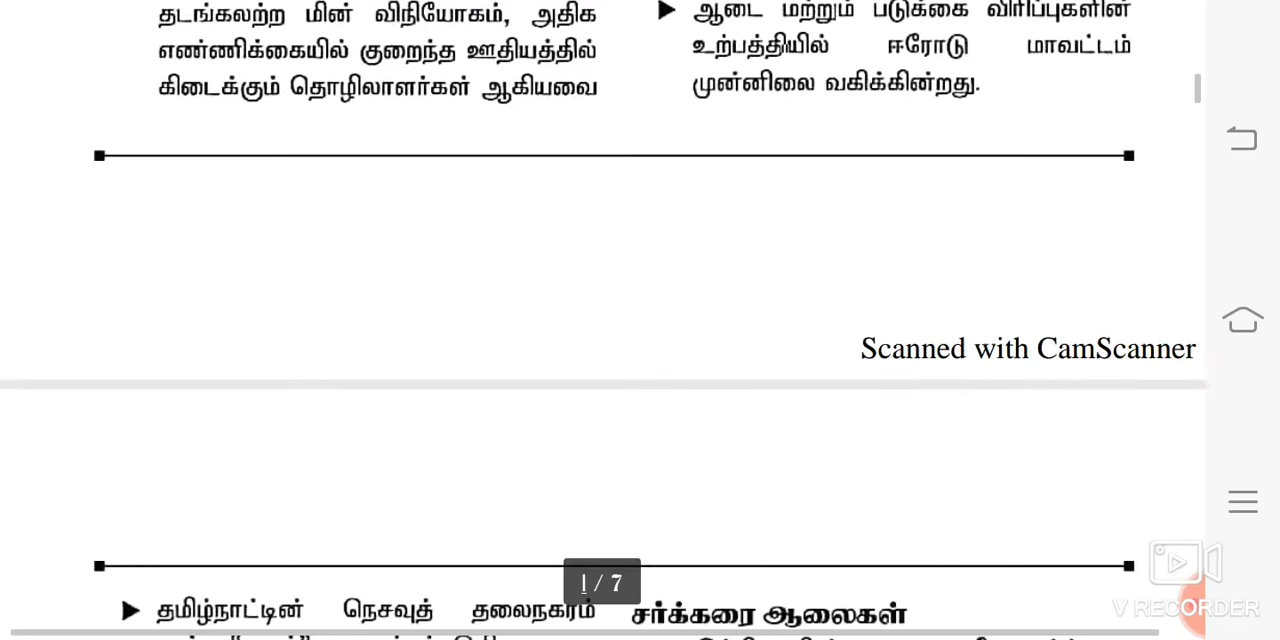 தடங்கலற்ற மின் விநியோகம், அதிக
எண்ணிக்கையில் குறைந்த ஊதியத்தில்
கிடைக்கும் தொழிலாளர்கள் ஆகியவை
▶ ஆடை மற்றும் படுக்கை விரிப்புகளின்
உற்பத்தியில் ஈரோடு மாவட்டம்
முன்னிலை வகிக்கின்றது.
Scanned with CamScanner
1 / 7
▶ தமிழ்நாட்டின் நெசவுத் தலைநகரம்
சர்க்கரை ஆலைகள்
V RECORDER